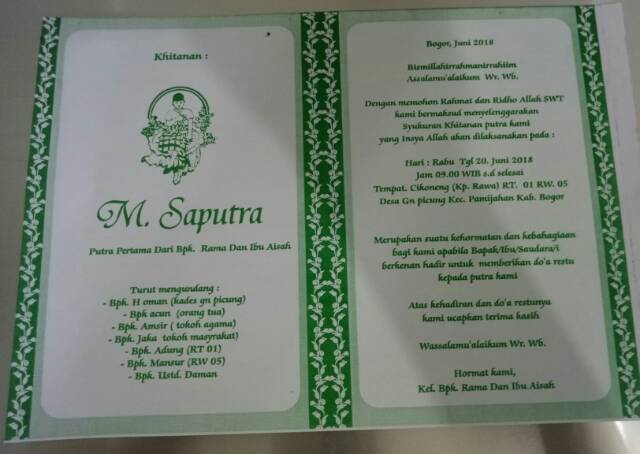 Khitanan :
M. Saputra
Putra Pertama Dari Bpk. Rama Dan Ibu Aisah
Turut mengundang :
- Bpk. H oman (kades gn picung)
- Bpk acun (orang tua)
- Bpk. Amsir ( tokoh agama)
- Bpk. Jaka tokoh masyrakat)
- Bpk. Adung (RT 01)
- Bpk. Mansur (RW 05)
- Bpk. Ustd. Daman
Bogor, Juni 2018
Bismillahirrahmanirrahiim
Assalamu'alaikum Wr. Wb.
Dengan memohon Rahmat dan Ridho Allah SWT
kami bermaksud menyelenggarakan
Syukuran Khitanan putra kami
yang Insya Allah akan dilaksanakan pada :
Hari : Rabu Tgl 20. Juni 2018
Jam 09.00 WIB s.d selesai
Tempat. Cikoneng (Kp. Rawa) RT. 01 RW. 05
Desa Gn picung Kec. Pamijahan Kab. Bogor
Merupakan suatu kehormatan dan kebahagiaan
bagi kami apabila Bapak/Ibu/Saudara/i
berkenan hadir untuk memberikan do'a restu
kepada putra kami
Atas kehadiran dan do'a restunya
kami ucapkan terima kasih
Wassalamu'alaikum Wr. Wb.
Hormat kami,
Kel. Bpk. Rama Dan Ibu Aisah